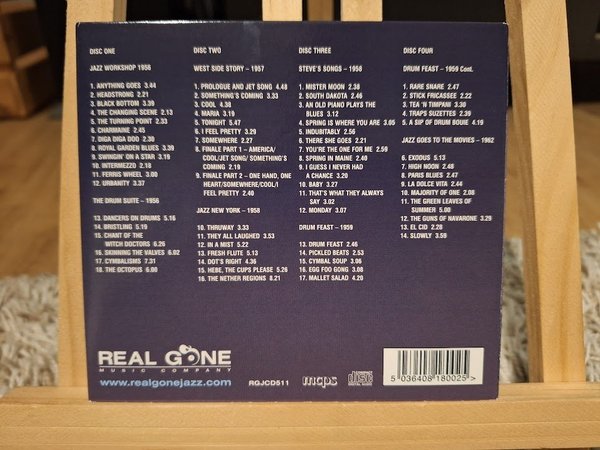 DISC ONE
JAZZ WORKSHOP 1956
1. ANYTHING GOES 3.44
2. HEADSTRONG 2.21
3. BLACK BOTTOM 3.39
4. THE CHANGING SCENE 2.13
5. THE TURNING POINT 2.33
6. CHARMAINE 2.45
7. DIGA DIGA DOO 2.38
8. ROYAL GARDEN BLUES 3.39
9. SWINGIN' ON A STAR 3.19
10. INTERMEZZO 2.18
11. FERRIS WHEEL 3.00
12. URBANITY 3.37
THE DRUM SUITE – 1956
13. DANCERS ON DRUMS 5.16
14. BRISTLING 5.19
15. CHANT OF THE
WITCH DOCTORS 6.26
16. SKINNING THE VALVES 6.02
17. CYMBALISMS 7.31
18. THE OCTOPUS 6.00
DISC TWO
WEST SIDE STORY – 1957
1. PROLOGUE AND JET SONG 4.48
2. SOMETHING'S COMING 3.33
3. COOL 4.38
4. MARIA 3.19
5. TONIGHT 5.47
6. I FEEL PRETTY 3.29
7. SOMEWHERE 2.27
8. FINALE PART 1 – AMERICA/
COOL/JET SONG/ SOMETHING'S
COMING 2.19
9. FINALE PART 2 – ONE HAND, ONE
HEART/SOMEWHERE/COOL/I
FEEL PRETTY 2.40
JAZZ NEW YORK – 1958
10. THRUWAY 3.33
11. THEY ALL LAUGHED 3.53
12. IN A MIST 5.22
13. FRESH FLUTE 5.13
14. DOT'S RIGHT 4.36
15. HEBE, THE CUPS PLEASE 5.26
16. THE NETHER REGIONS 8.21
DISC THREE
STEVE'S SONGS – 1958
1. MISTER MOON 2.38
2. SOUTH DAKOTA 2.46
3. AN OLD PIANO PLAYS THE
BLUES 3.12
4. SPRING IS WHERE YOU ARE 3.05
5. INDUBITABLY 2.56
6. THERE SHE GOES 2.21
7. YOU'RE THE ONE FOR ME 2.59
8. SPRING IN MAINE 2.40
9. I GUESS I NEVER HAD
A CHANCE 3.20
10. BABY 3.27
11. THAT'S WHAT THEY ALWAYS
SAY 3.02
12. MONDAY 3.07
DRUM FEAST – 1959
13. DRUM FEAST 2.46
14. PICKLED BEATS 2.53
15. CYMBAL SOUP 3.06
16. EGG FOO GONG 3.08
17. MALLET SALAD 4.20
DISC FOUR
DRUM FEAST – 1959 Cont.
1. RARE SNARE 2.47
2. STICK FRICASSEE 2.22
3. TEA 'N TIMPANI 3.38
4. TRAPS SUZETTES 2.39
5. A SIP OF DRUM BOUIE 4.19
JAZZ GOES TO THE MOVIES – 1962
6. EXODUS 5.13
7. HIGH NOON 2.48
8. PARIS BLUES 2.47
9. LA DOLCE VITA 2.44
10. MAJORITY OF ONE 2.08
11. THE GREEN LEAVES OF
SUMMER 5.00
12. THE GUNS OF NAVARONE 3.29
13. EL CID 2.28
14. SLOWLY 3.59
REAL GONE
MUSIC COMPANY
www.realgonejazz.com
RGJCD511
mcps
COMPACT
disc
DIGITAL AUDIO
5 036408 180025 >